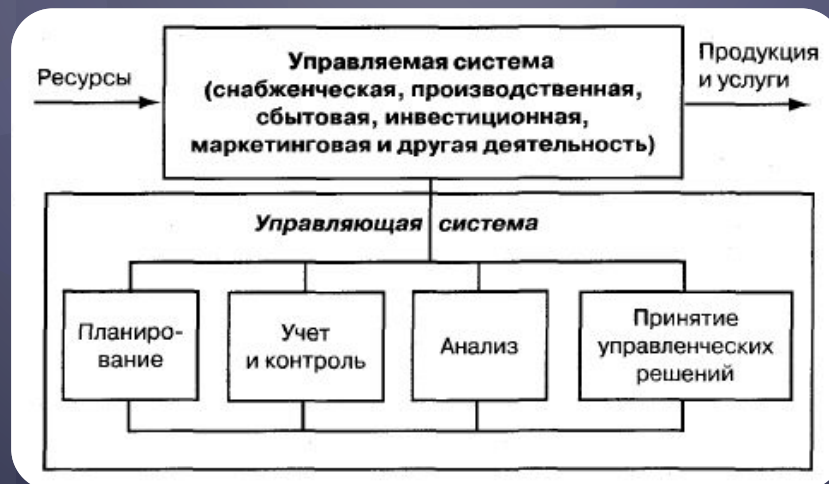 Ресурсы
Управляемая система
(снабженческая, производственная,
сбытовая, инвестиционная,
маркетинговая и другая деятельность)
Продукция
и услуги
Управляющая система
Планиро-
вание
Учет
и контроль
Анализ
Принятие
управленческих
решений